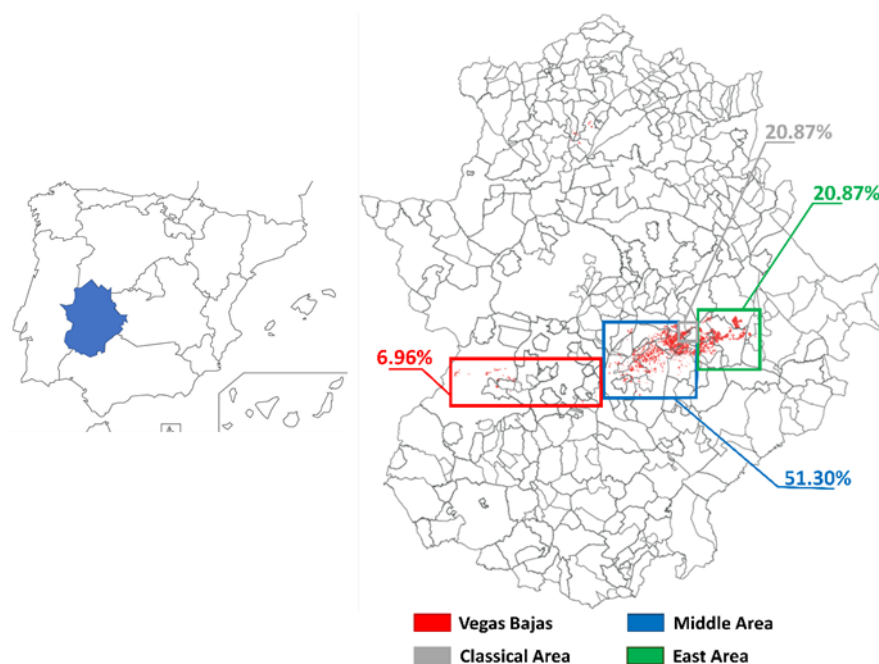 20.87%
20.87%
6.96%
51.30%
Vegas Bajas
Middle Area
Classical Area
East Area